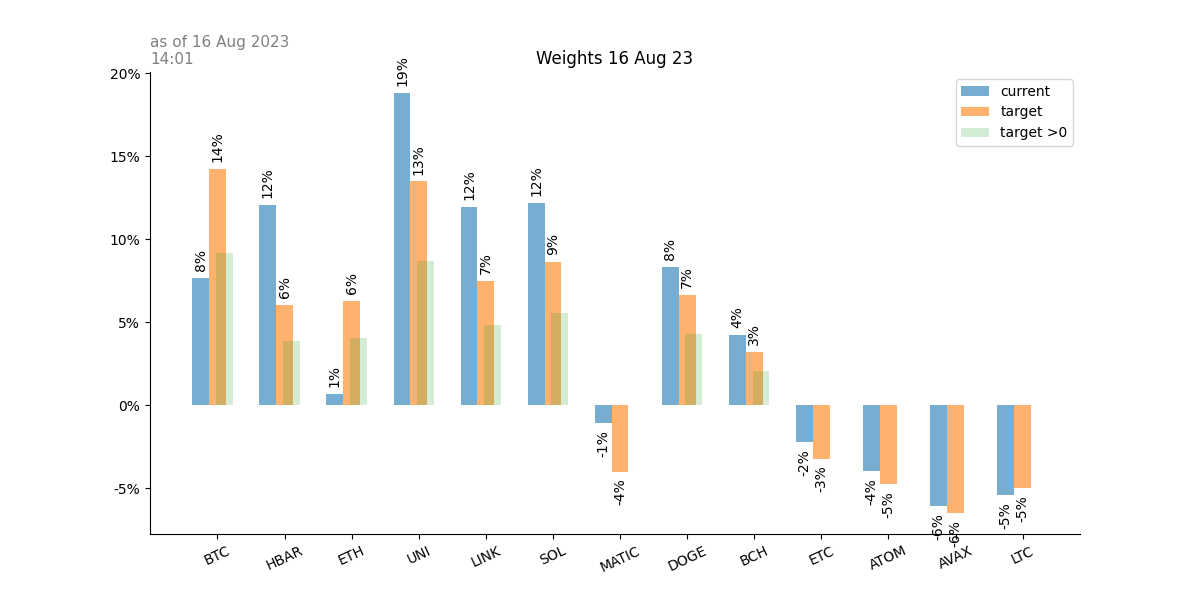 as of 16 Aug 2023
14:01
Weights 16 Aug 23
20%
15%
10%
5%
0%
-5%
current
target
target >0
8%
14%
12%
6%
1%
6%
19%
13%
12%
7%
12%
9%
-1%
-4%
8%
7%
4%
3%
-2%
-3%
-4%
-5%
-6%
-6%
-5%
-5%
BTC
HBAR
ETH
UNI
LINK
SOL
MATIC
DOGE
BCH
ETC
ATOM
AVAX
LTC